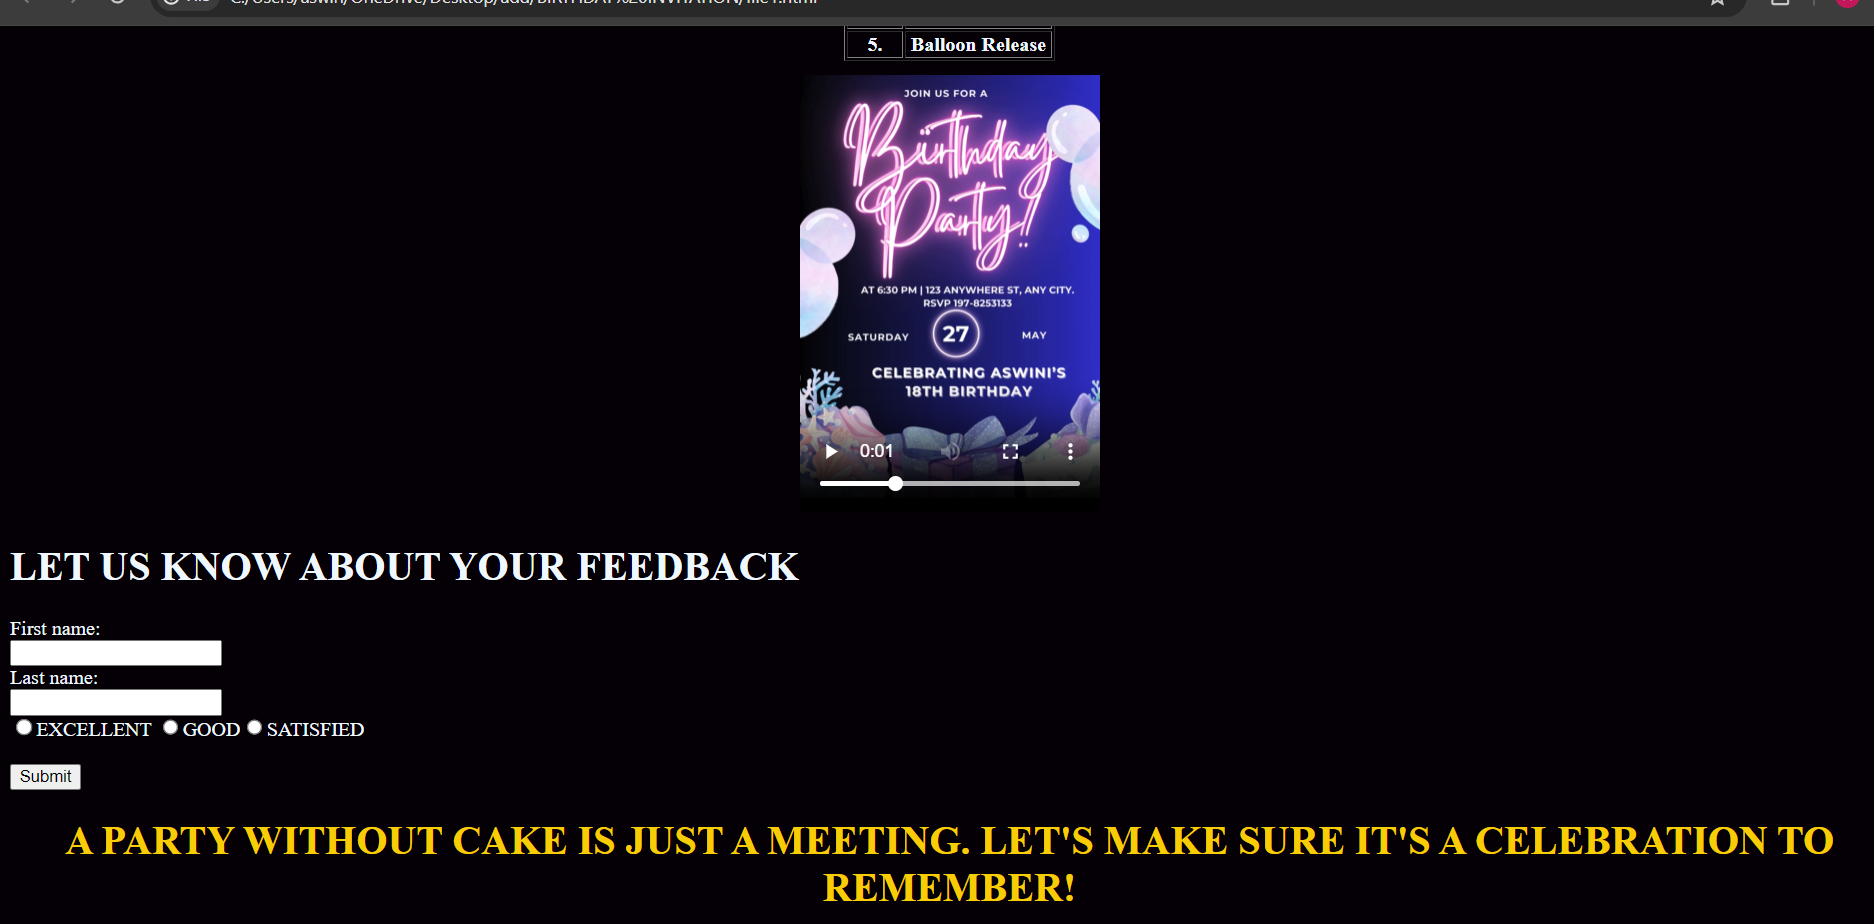 5. Balloon Release
JOIN US FOR A
Birthday
Party!
AT 6:30 PM | 123 ANYWHERE ST, ANY CITY.
RSVP 197-8253133
SATURDAY 27 MAY
CELEBRATING ASWINI'S
18TH BIRTHDAY
0:01
LET US KNOW ABOUT YOUR FEEDBACK
First name:
Last name:
EXCELLENT GOOD SATISFIED
Submit
A PARTY WITHOUT CAKE IS JUST A MEETING. LET'S MAKE SURE IT'S A CELEBRATION TO
REMEMBER!